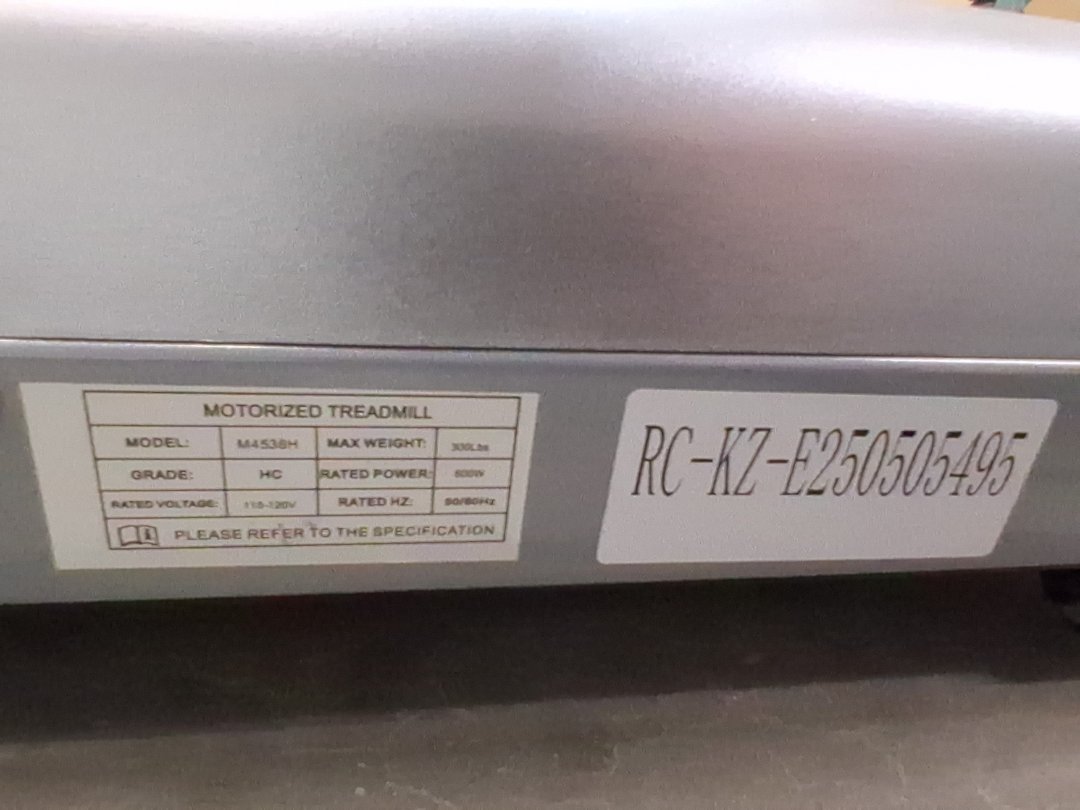 MOTORIZED TREADMILL
MODEL: M4538H MAX WEIGHT: 300Lbs
GRADE: HC RATED POWER: 600W
RATED VOLTAGE: 110-120V RATED HZ: 50/60Hz
PLEASE REFER TO THE SPECIFICATION
RC-KZ-E250505495